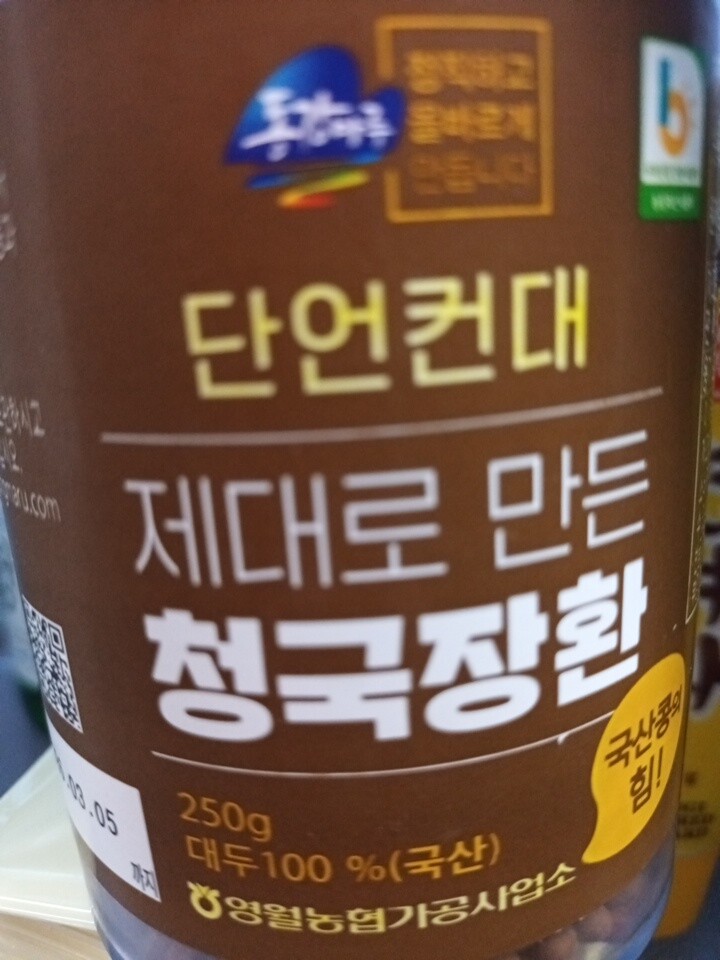 동강마루
정직하고
올바르게
만듭니다
단언컨대
제대로 만든
청국장환
국산콩의
힘!
250g
대두100 %(국산)
영월농협가공사업소
.03.05
까지